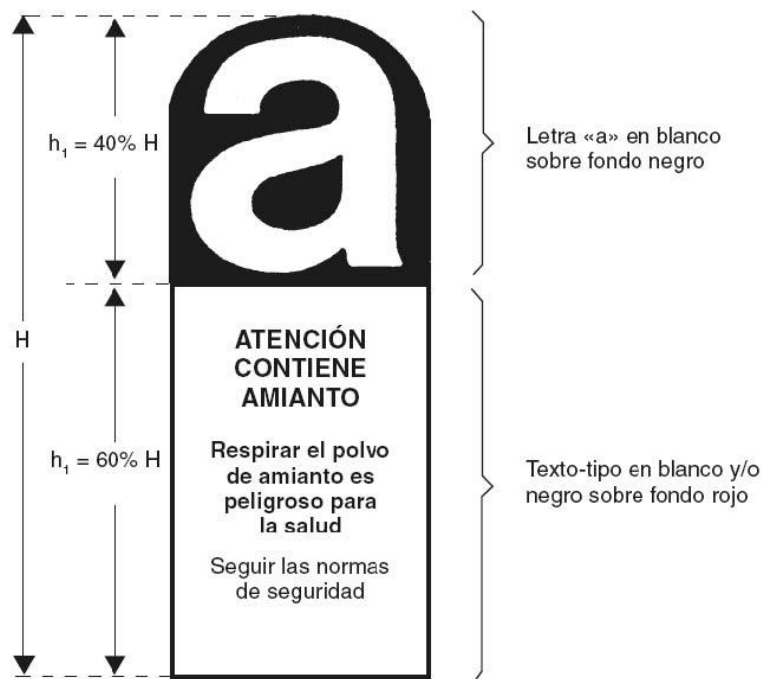 a
h₁ = 40% H
Letra «a» en blanco
sobre fondo negro
H
ATENCIÓN
CONTIENE
AMIANTO
Respirar el polvo
de amianto es
peligroso para
la salud
Seguir las normas
de seguridad
h₁ = 60% H
Texto-tipo en blanco y/o
negro sobre fondo rojo